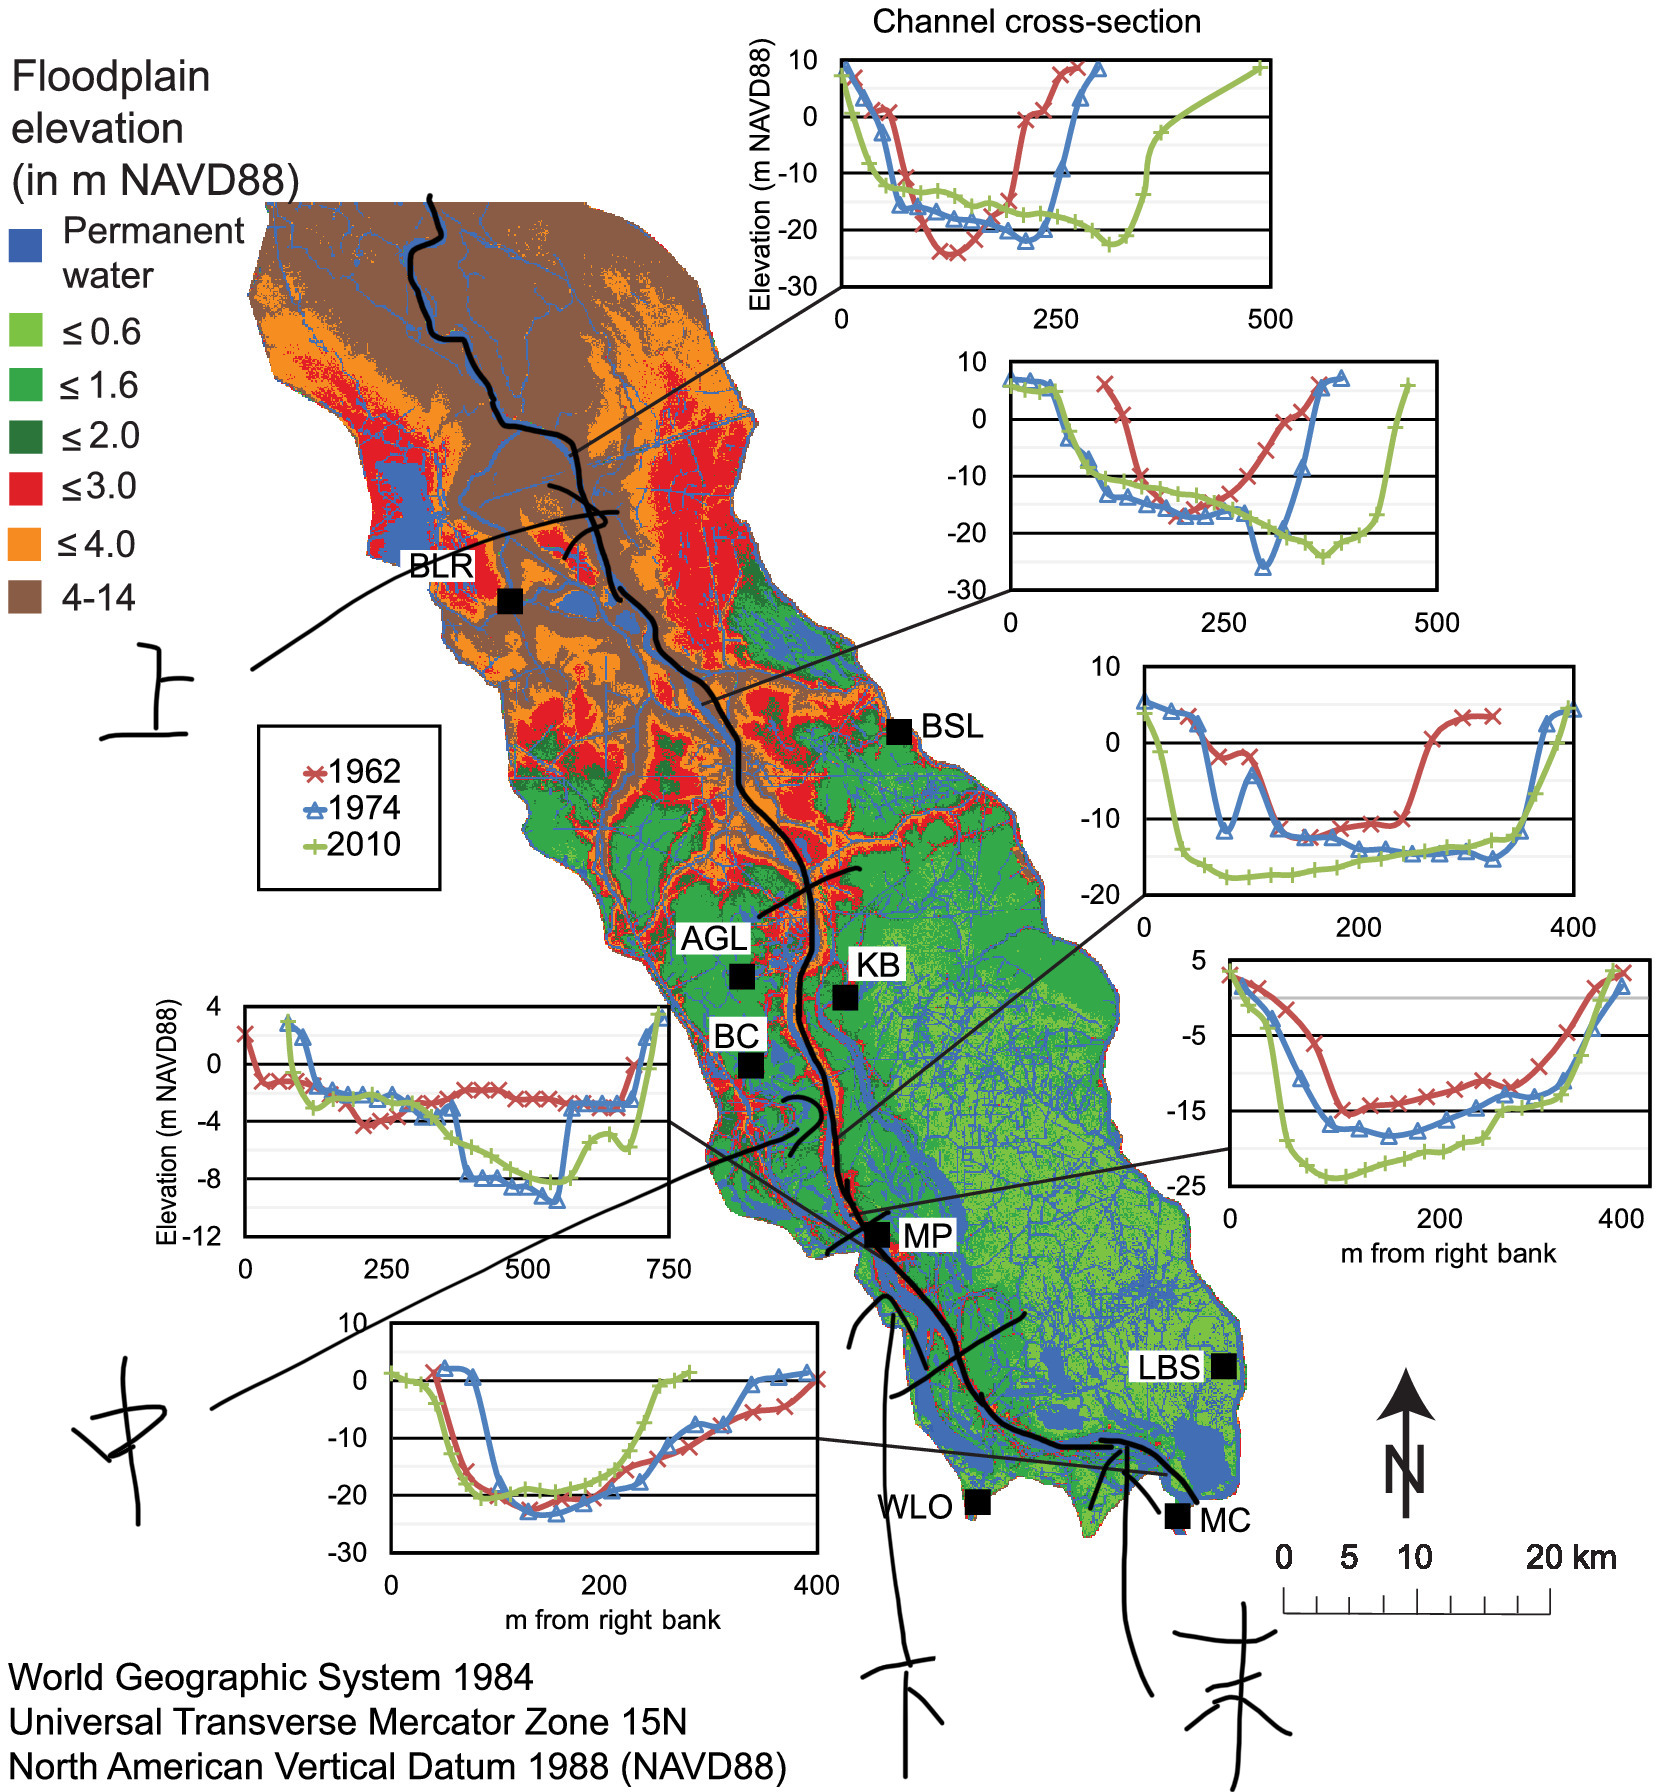 Channel cross-section
Floodplain
elevation
(in m NAVD88)
Permanent
water
≤ 0.6
≤ 1.6
≤ 2.0
≤ 3.0
≤ 4.0
4-14
Elevation (m NAVD88)
10
0
-10
-20
-30
0 250 500
10
0
-10
-20
-30
0 250 500
10
0
-10
-20
0 200 400
5
-5
-15
-25
0 200 400
m from right bank
BLR
BSL
1962
1974
2010
AGL
KB
BC
MP
LBS
WLO
MC
Elevation (m NAVD88)
4
0
-4
-8
-12
0 250 500 750
10
0
-10
-20
-30
0 200 400
m from right bank
N
0 5 10 20 km
上
中
下
末
World Geographic System 1984
Universal Transverse Mercator Zone 15N
North American Vertical Datum 1988 (NAVD88)